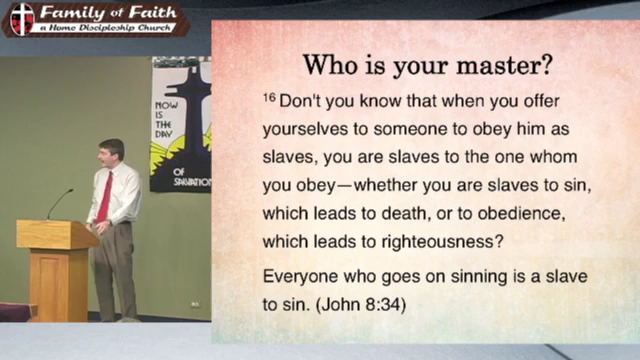 Family of Faith
a Home Discipleship Church
NOW
IS
THE
DAY
OF
SALVATION
Who is your master?
16 Don't you know that when you offer
yourselves to someone to obey him as
slaves, you are slaves to the one whom
you obey—whether you are slaves to sin,
which leads to death, or to obedience,
which leads to righteousness?
Everyone who goes on sinning is a slave
to sin. (John 8:34)